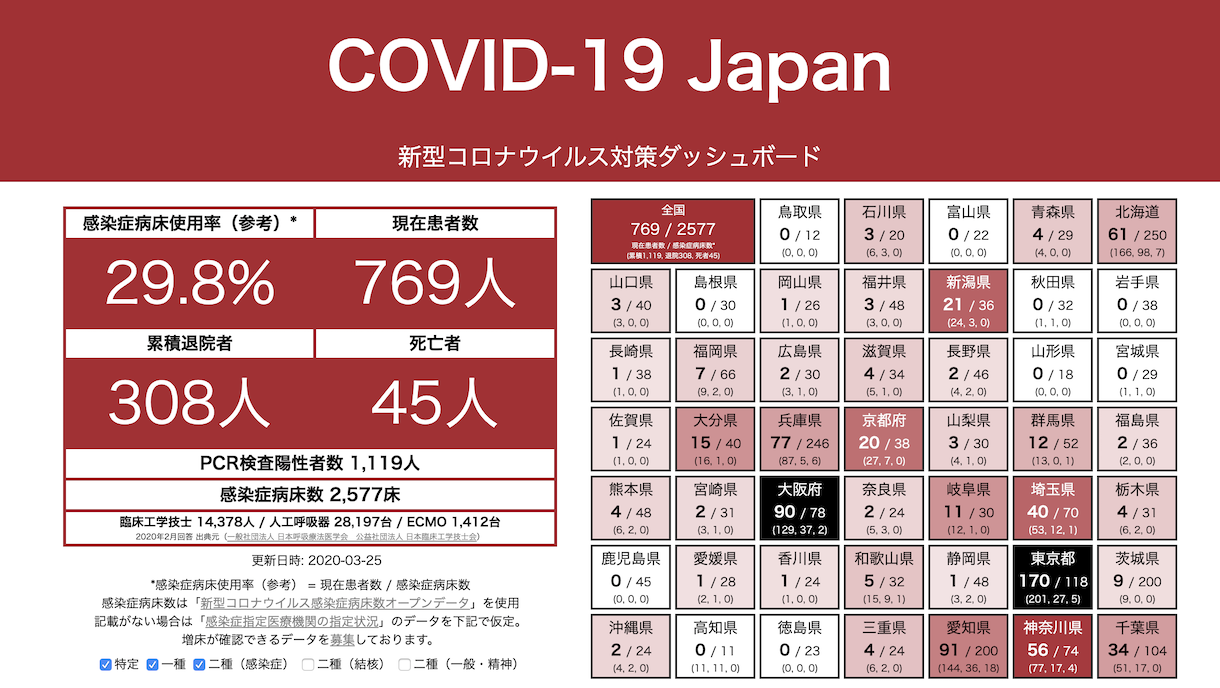 COVID-19 Japan
新型コロナウイルス対策ダッシュボード
感染症病床使用率（参考）* 現在患者数
29.8% 769人
累積退院者 死亡者
308人 45人
PCR検査陽性者数 1,119人
感染症病床数 2,577床
臨床工学技士 14,378人 / 人工呼吸器 28,197台 / ECMO 1,412台
2020年2月回答 出典元（一般社団法人 日本呼吸療法医学会　公益社団法人 日本臨床工学技士会）
更新日時: 2020-03-25
*感染症病床使用率（参考） = 現在患者数 / 感染症病床数
感染症病床数は「新型コロナウイルス感染症病床数オープンデータ」を使用
記載がない場合は「感染症指定医療機関の指定状況」のデータを下記で仮定。
増床が確認できるデータを募集しております。
特定 一種 二種（感染症） 二種（結核） 二種（一般・精神）
全国 鳥取県 石川県 富山県 青森県 北海道
769 / 2577 0 / 12 3 / 20 0 / 22 4 / 29 61 / 250
現在患者数 / 感染症病床数*
(累積1,119, 退院308, 死者45) (0, 0, 0) (6, 3, 0) (0, 0, 0) (4, 0, 0) (166, 98, 7)
山口県 島根県 岡山県 福井県 新潟県 秋田県 岩手県
3 / 40 0 / 30 1 / 26 3 / 48 21 / 36 0 / 32 0 / 38
(3, 0, 0) (0, 0, 0) (1, 0, 0) (3, 0, 0) (24, 3, 0) (1, 1, 0) (0, 0, 0)
長崎県 福岡県 広島県 滋賀県 長野県 山形県 宮城県
1 / 38 7 / 66 2 / 30 4 / 34 2 / 46 0 / 18 0 / 29
(1, 0, 0) (9, 2, 0) (3, 1, 0) (5, 1, 0) (4, 2, 0) (0, 0, 0) (1, 1, 0)
佐賀県 大分県 兵庫県 京都府 山梨県 群馬県 福島県
1 / 24 15 / 40 77 / 246 20 / 38 3 / 30 12 / 52 2 / 36
(1, 0, 0) (16, 1, 0) (87, 5, 6) (27, 7, 0) (4, 1, 0) (13, 0, 1) (2, 0, 0)
熊本県 宮崎県 大阪府 奈良県 岐阜県 埼玉県 栃木県
4 / 48 2 / 31 90 / 78 2 / 24 11 / 30 40 / 70 4 / 31
(6, 2, 0) (3, 1, 0) (129, 37, 2) (5, 3, 0) (12, 1, 0) (53, 12, 1) (6, 2, 0)
鹿児島県 愛媛県 香川県 和歌山県 静岡県 東京都 茨城県
0 / 45 1 / 28 1 / 24 5 / 32 1 / 48 170 / 118 9 / 200
(0, 0, 0) (2, 1, 0) (1, 0, 0) (15, 9, 1) (3, 2, 0) (201, 27, 5) (9, 0, 0)
沖縄県 高知県 徳島県 三重県 愛知県 神奈川県 千葉県
2 / 24 0 / 11 0 / 23 4 / 24 91 / 200 56 / 74 34 / 104
(4, 2, 0) (11, 11, 0) (0, 0, 0) (6, 2, 0) (144, 36, 18) (77, 17, 4) (51, 17, 0)